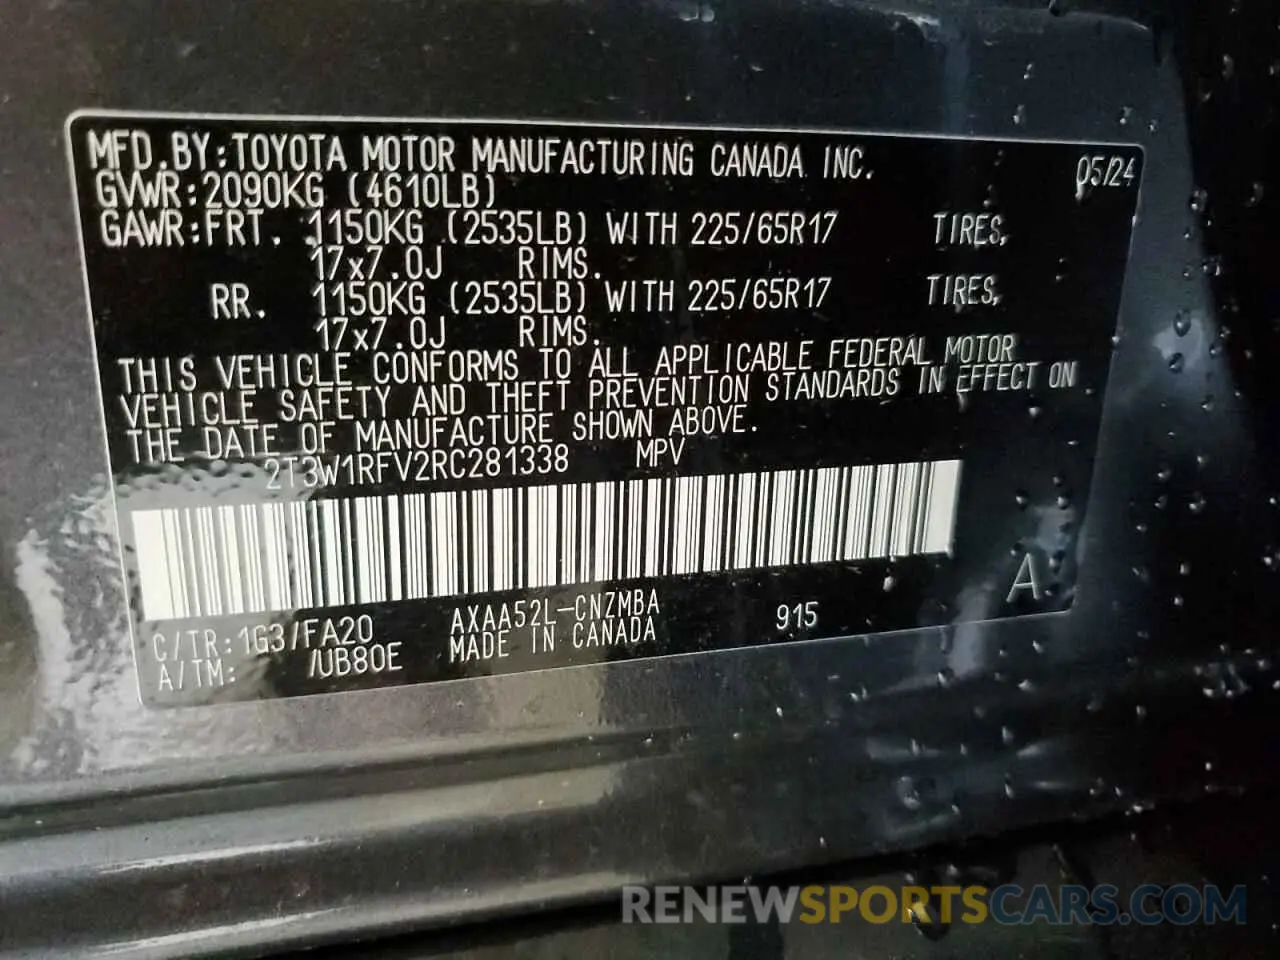 MFD.BY:TOYOTA MOTOR MANUFACTURING CANADA INC. 05/24
GVWR:2090KG (4610LB)
GAWR:FRT. 1150KG (2535LB) WITH 225/65R17 TIRES,
17x7.0J RIMS.
RR. 1150KG (2535LB) WITH 225/65R17 TIRES,
17x7.0J RIMS.
THIS VEHICLE CONFORMS TO ALL APPLICABLE FEDERAL MOTOR
VEHICLE SAFETY AND THEFT PREVENTION STANDARDS IN EFFECT ON
THE DATE OF MANUFACTURE SHOWN ABOVE.
2T3W1RFV2RC281338 MPV
C/TR:1G3/FA20 AXAA52L-CNZMBA 915 A
A/TM: /UB80E MADE IN CANADA
RENEWSPORTSCARS.COM